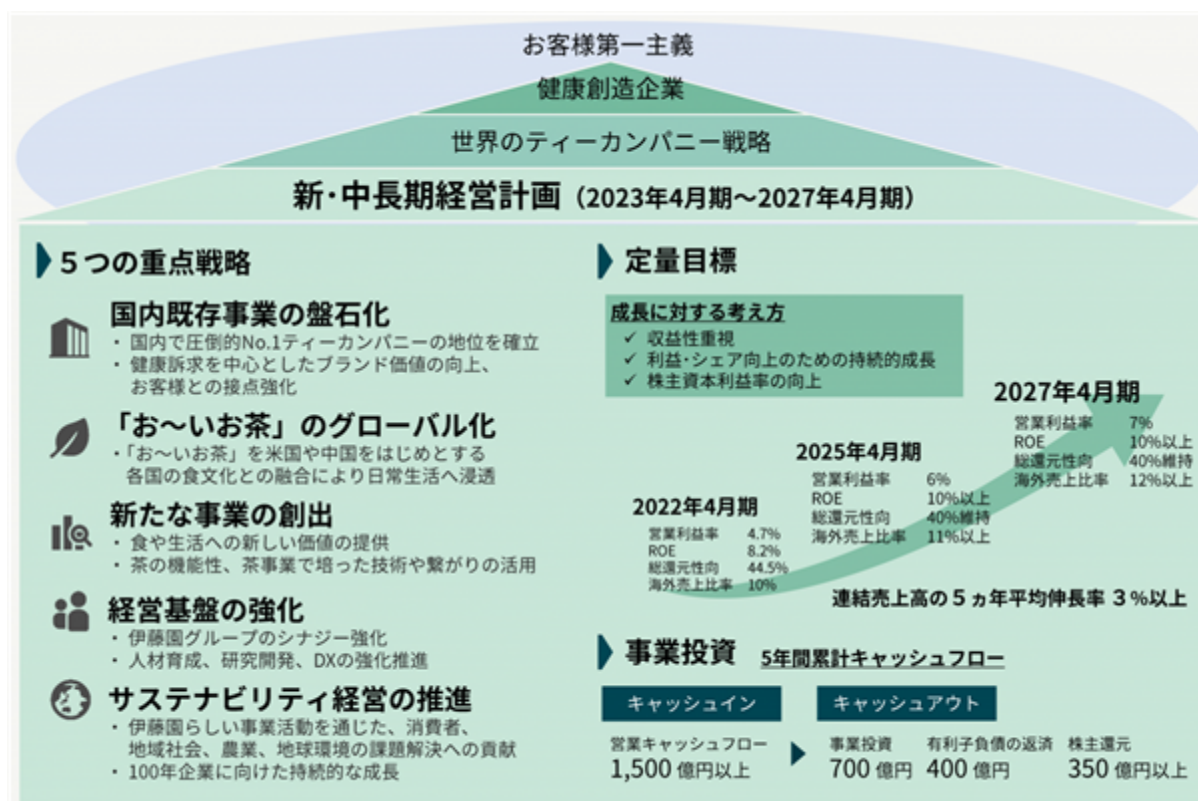 お客様第一主義
健康創造企業
世界のティーカンパニー戦略
新・中長期経営計画（2023年4月期～2027年4月期）
５つの重点戦略
国内既存事業の盤石化
・ 国内で圧倒的No.1ティーカンパニーの地位を確立
・ 健康訴求を中心としたブランド価値の向上、
お客様との接点強化
「お～いお茶」のグローバル化
・「お～いお茶」を米国や中国をはじめとする
各国の食文化との融合により日常生活へ浸透
新たな事業の創出
・ 食や生活への新しい価値の提供
・ 茶の機能性、茶事業で培った技術や繋がりの活用
経営基盤の強化
・ 伊藤園グループのシナジー強化
・ 人材育成、研究開発、DXの強化推進
サステナビリティ経営の推進
・ 伊藤園らしい事業活動を通じた、消費者、
地域社会、農業、地球環境の課題解決への貢献
・ 100年企業に向けた持続的な成長
定量目標
成長に対する考え方
✓ 収益性重視
✓ 利益・シェア向上のための持続的成長
✓ 株主資本利益率の向上
2022年4月期
営業利益率 4.7%
ROE 8.2%
総還元性向 44.5%
海外売上比率 10%
2025年4月期
営業利益率 6%
ROE 10%以上
総還元性向 40%維持
海外売上比率 11%以上
2027年4月期
営業利益率 7%
ROE 10%以上
総還元性向 40%維持
海外売上比率 12%以上
連結売上高の５ヵ年平均伸長率 ３％以上
事業投資 5年間累計キャッシュフロー
キャッシュイン
営業キャッシュフロー
1,500 億円以上
キャッシュアウト
事業投資 有利子負債の返済 株主還元
700 億円 400 億円 350 億円以上